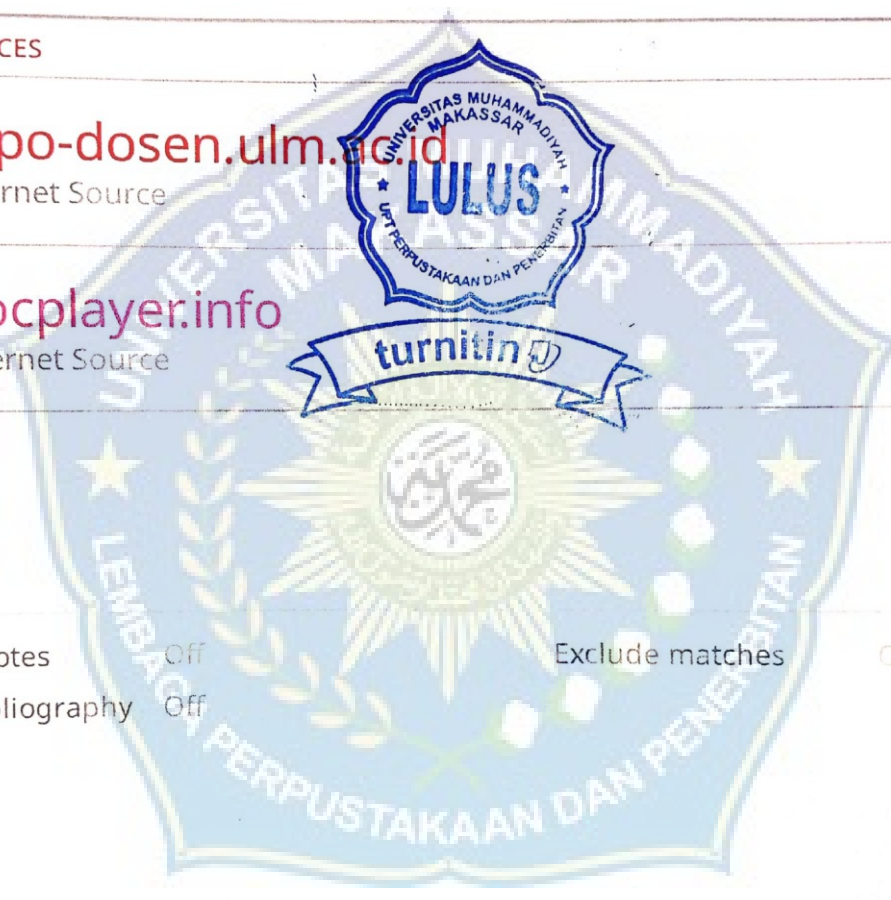 CES
po-dosen.ulm.ac.id
rnet Source
UNIVERSITAS MUHAMMADIYAH
MAKASSAR
LULUS
UPT PERPUSTAKAAN DAN PENERBITAN
turnitin
ocplayer.info
ernet Source
UNIVERSITAS MUHAMMADIYAH
MAKASSAR
محمد
LEMBAGA PERPUSTAKAAN DAN PENERBITAN
otes Off
Exclude matches
liography Off